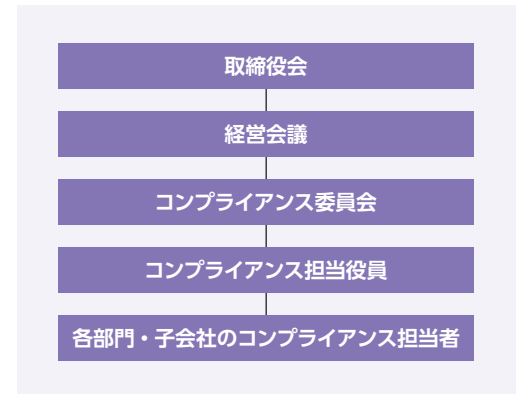 取締役会
経営会議
コンプライアンス委員会
コンプライアンス担当役員
各部門・子会社のコンプライアンス担当者